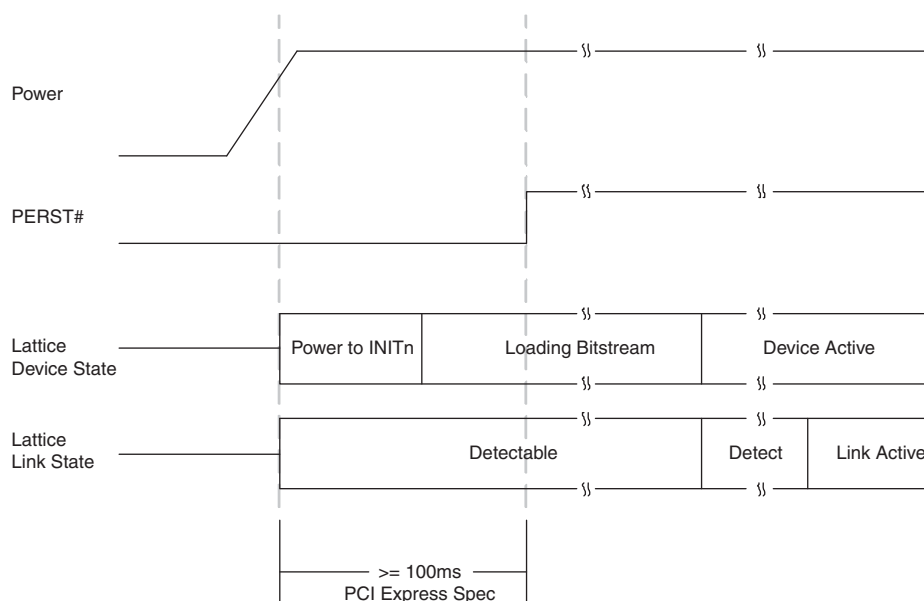 Power
PERST#
Lattice
Device State
Power to INITn
Loading Bitstream
Device Active
Lattice
Link State
Detectable
Detect
Link Active
>= 100ms
PCI Express Spec